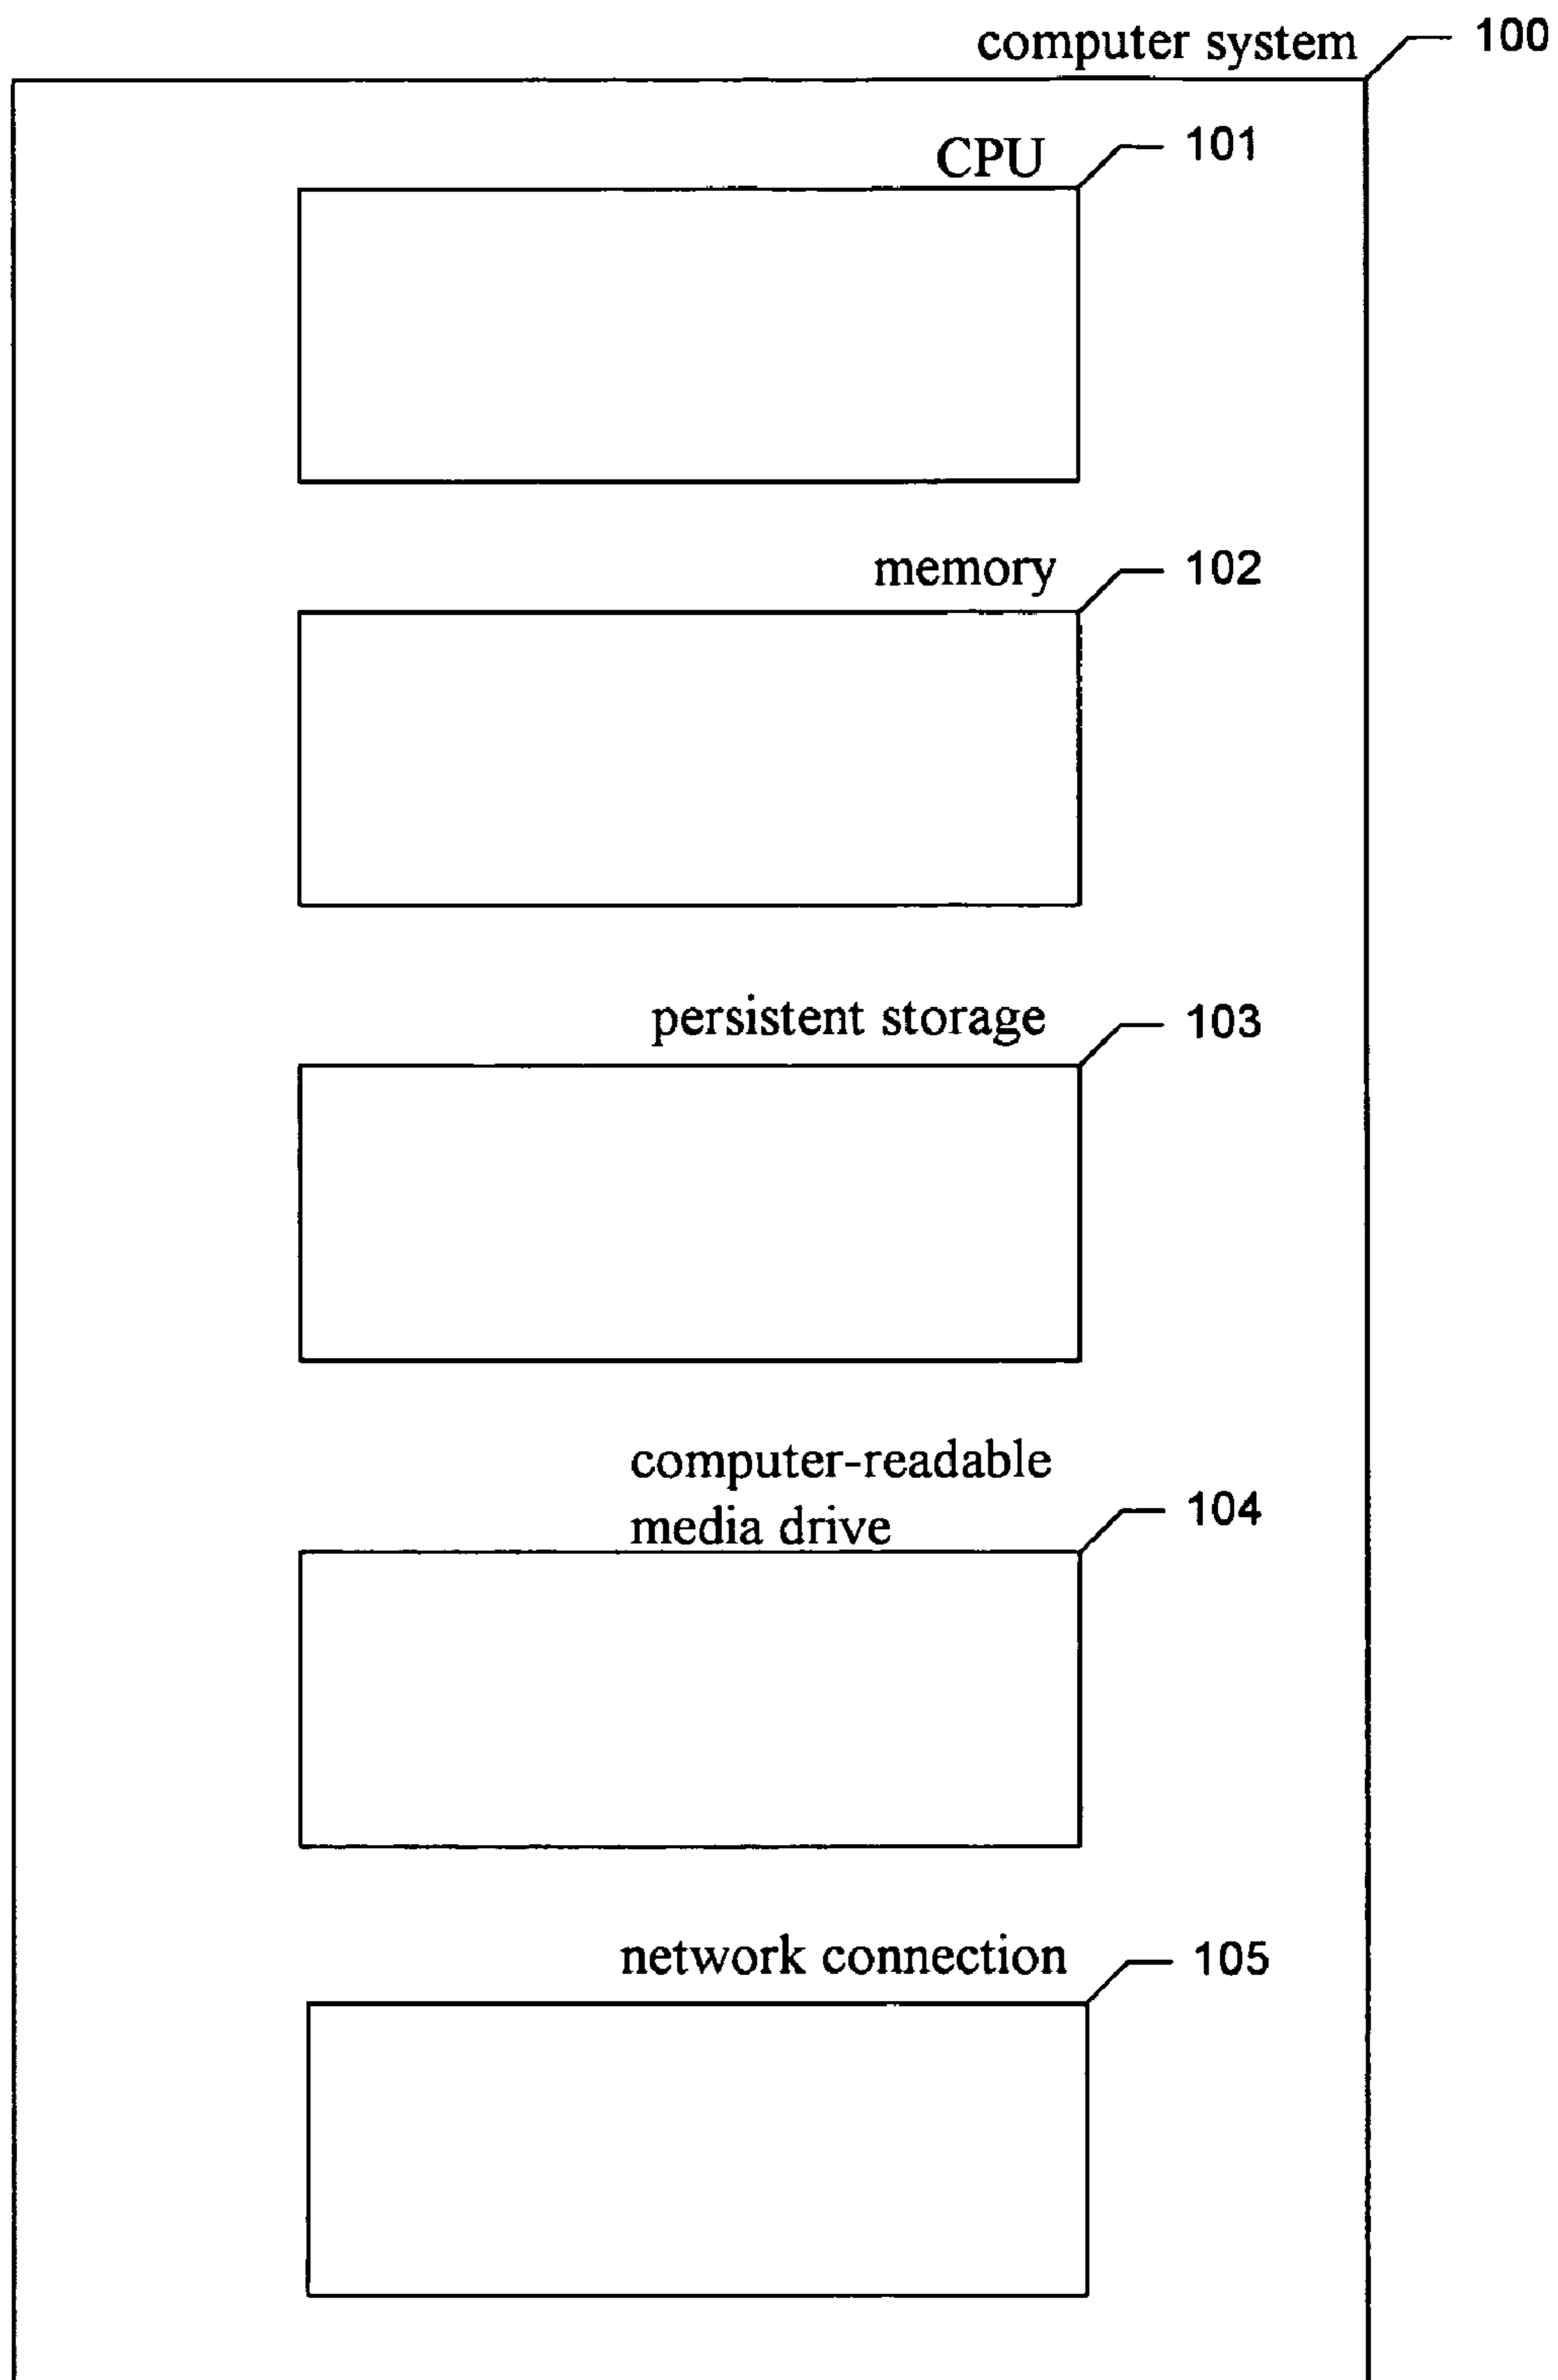 computer system 100
CPU 101
memory 102
persistent storage 103
computer-readable
media drive 104
network connection 105